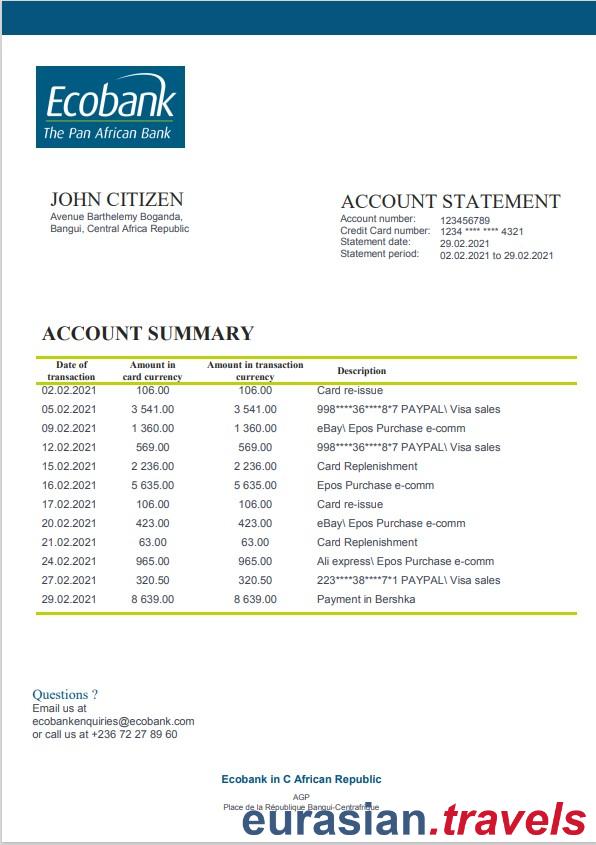 Ecobank
The Pan African Bank
JOHN CITIZEN
Avenue Barthelemy Boganda,
Bangui, Central Africa Republic
ACCOUNT STATEMENT
Account number: 123456789
Credit Card number: 1234 **** **** 4321
Statement date: 29.02.2021
Statement period: 02.02.2021 to 29.02.2021
ACCOUNT SUMMARY
Date of transaction Amount in card currency Amount in transaction currency Description
02.02.2021 106.00 106.00 Card re-issue
05.02.2021 3 541.00 3 541.00 998****36****8*7 PAYPAL\ Visa sales
09.02.2021 1 360.00 1 360.00 eBay\ Epos Purchase e-comm
12.02.2021 569.00 569.00 998****36****8*7 PAYPAL\ Visa sales
15.02.2021 2 236.00 2 236.00 Card Replenishment
16.02.2021 5 635.00 5 635.00 Epos Purchase e-comm
17.02.2021 106.00 106.00 Card re-issue
20.02.2021 423.00 423.00 eBay\ Epos Purchase e-comm
21.02.2021 63.00 63.00 Card Replenishment
24.02.2021 965.00 965.00 Ali express\ Epos Purchase e-comm
27.02.2021 320.50 320.50 223****38****7*1 PAYPAL\ Visa sales
29.02.2021 8 639.00 8 639.00 Payment in Bershka
Questions ?
Email us at
ecobankenquiries@ecobank.com
or call us at +236 72 27 89 60
Ecobank in C African Republic
AGP
Place de la République Bangui-Centrafrique
eurasian.travels